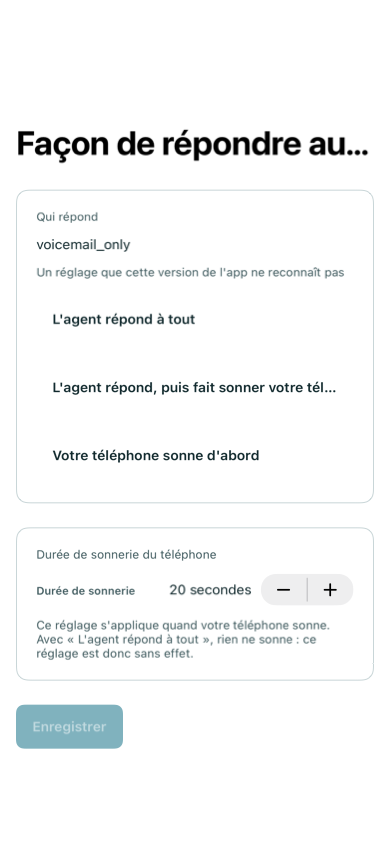 Façon de répondre au...
Qui répond
voicemail_only
Un réglage que cette version de l'app ne reconnaît pas
L'agent répond à tout
L'agent répond, puis fait sonner votre tél...
Votre téléphone sonne d'abord
Durée de sonnerie du téléphone
Durée de sonnerie 20 secondes − +
Ce réglage s'applique quand votre téléphone sonne.
Avec « L'agent répond à tout », rien ne sonne : ce
réglage est donc sans effet.
Enregistrer